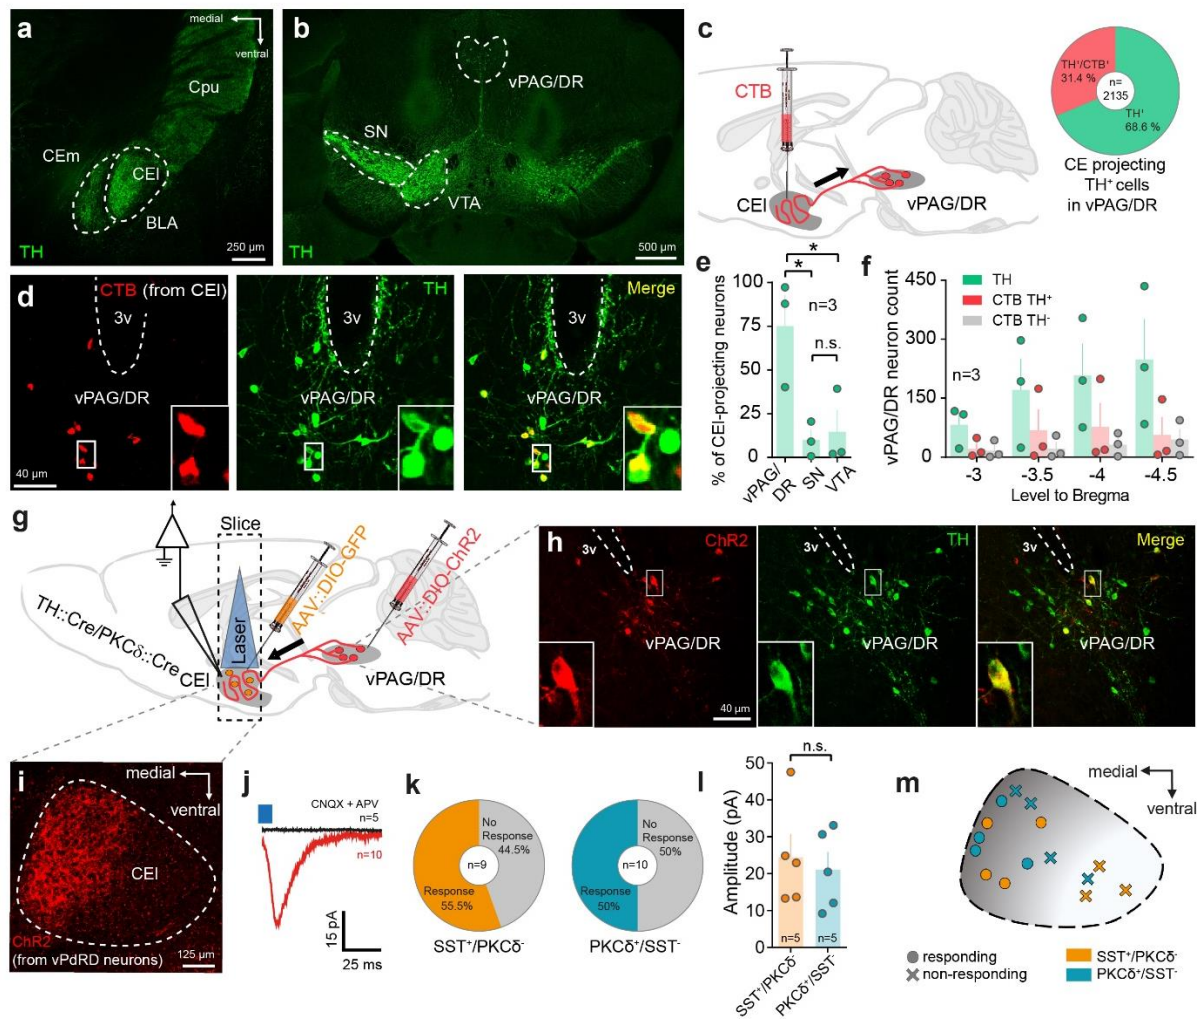 a
medial
ventral
Cpu
CEm
CEl
BLA
TH
250 µm
b
vPAG/DR
SN
VTA
TH
500 µm
c
CTB
CEl
vPAG/DR
TH⁺/CTB⁺
31.4 %
n=
2135
TH⁺
68.6 %
CE projecting
TH⁺ cells
in vPAG/DR
d
CTB (from CEl)
3v
vPAG/DR
40 µm
TH
3v
vPAG/DR
Merge
3v
vPAG/DR
e
% of CEl-projecting neurons
100
75
50
25
0
*
*
n=3
n.s.
vPAG/
DR
SN
VTA
f
vPAG/DR neuron count
450
300
150
0
TH
CTB TH⁺
CTB TH⁻
n=3
-3
-3.5
-4
-4.5
Level to Bregma
g
Slice
Laser
AAV::DIO-GFP
AAV::DIO-ChR2
TH::Cre/PKCδ::Cre
CEl
vPAG/DR
h
3v
ChR2
vPAG/DR
40 µm
3v
TH
vPAG/DR
3v
Merge
vPAG/DR
i
medial
ventral
CEl
ChR2
(from vPdRD neurons)
125 µm
j
CNQX + APV
n=5
n=10
15 pA
25 ms
k
No
Response
44.5%
n=9
Response
55.5%
SST⁺/PKCδ⁻
No
Response
50%
n=10
Response
50%
PKCδ⁺/SST⁻
l
n.s.
Amplitude (pA)
50
40
30
20
10
0
n=5
n=5
SST⁺/PKCδ⁻
PKCδ⁺/SST⁻
m
medial
ventral
responding
non-responding
SST⁺/PKCδ⁻
PKCδ⁺/SST⁻